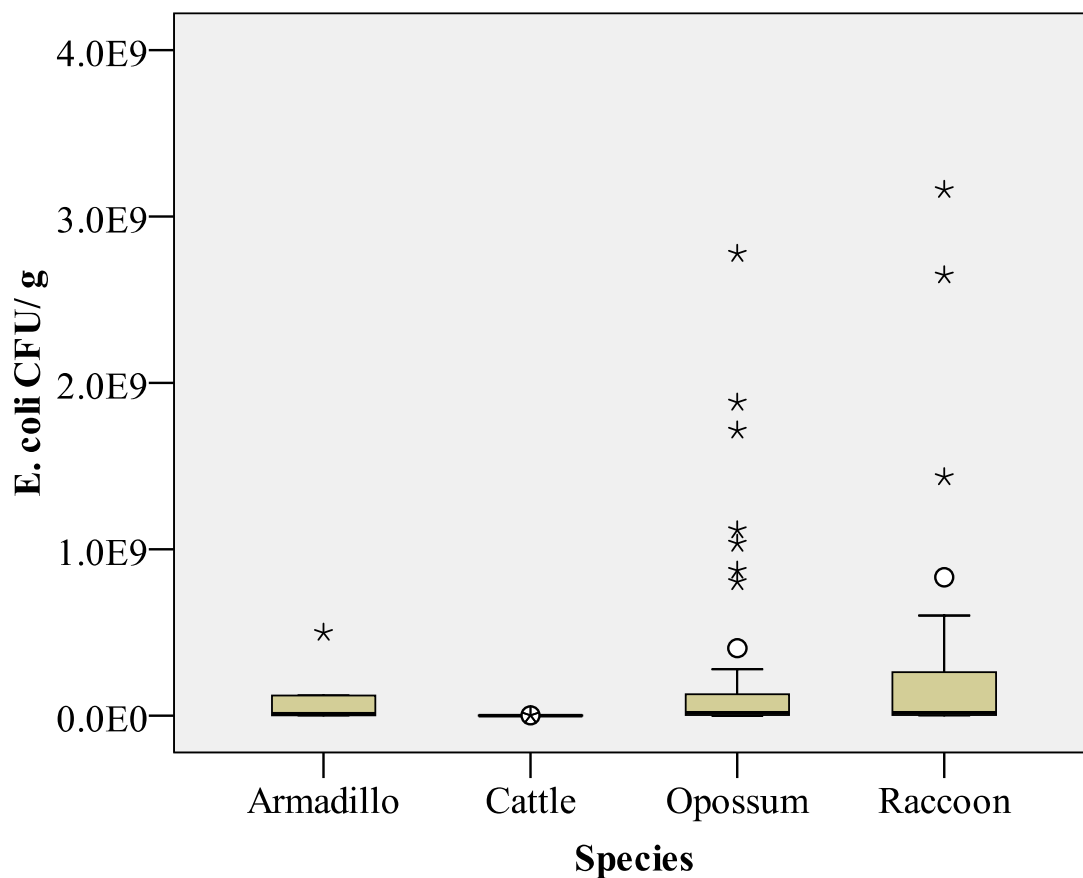 4.0E9
3.0E9
2.0E9
1.0E9
0.0E0
E. coli CFU/ g
Armadillo Cattle Opossum Raccoon
Species